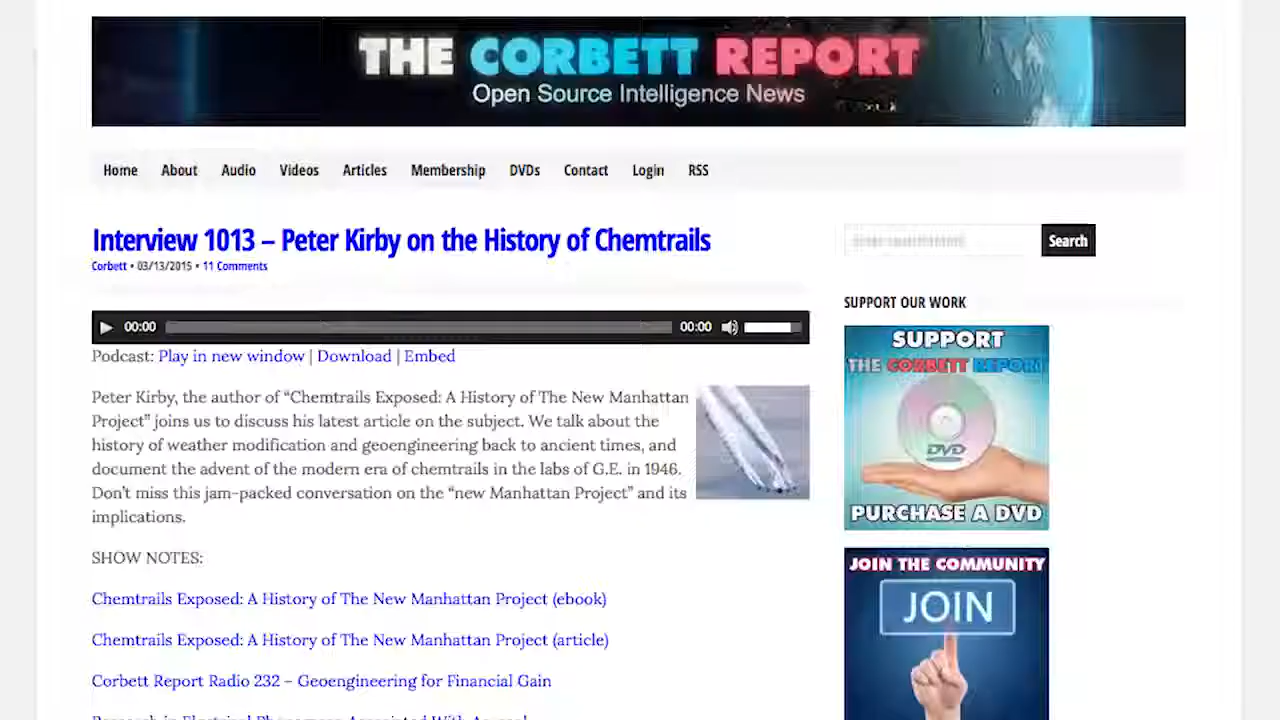 THE CORBETT REPORT
Open Source Intelligence News
Home About Audio Videos Articles Membership DVDs Contact Login RSS
Interview 1013 – Peter Kirby on the History of Chemtrails
Corbett • 03/13/2015 • 11 Comments
00:00 00:00
Podcast: Play in new window | Download | Embed
Peter Kirby, the author of “Chemtrails Exposed: A History of The New Manhattan
Project” joins us to discuss his latest article on the subject. We talk about the
history of weather modification and geoengineering back to ancient times, and
document the advent of the modern era of chemtrails in the labs of G.E. in 1946.
Don’t miss this jam-packed conversation on the “new Manhattan Project” and its
implications.
SHOW NOTES:
Chemtrails Exposed: A History of The New Manhattan Project (ebook)
Chemtrails Exposed: A History of The New Manhattan Project (article)
Corbett Report Radio 232 – Geoengineering for Financial Gain
Search
SUPPORT OUR WORK
SUPPORT
THE CORBETT REPORT
DVD
PURCHASE A DVD
JOIN THE COMMUNITY
JOIN